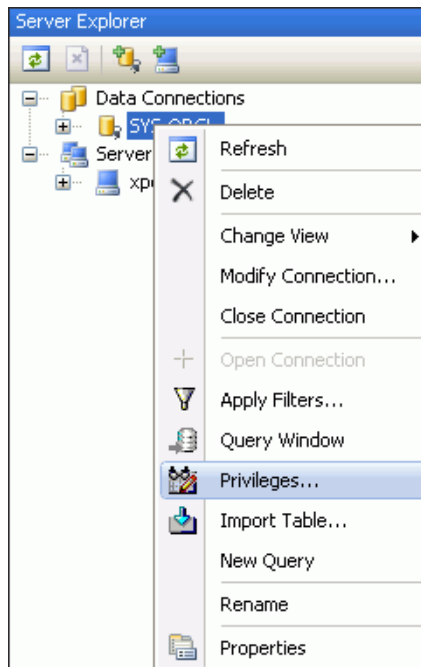 Server Explorer
Data Connections
Server
Refresh
Delete
Change View
Modify Connection...
Close Connection
Open Connection
Apply Filters...
Query Window
Privileges...
Import Table...
New Query
Rename
Properties